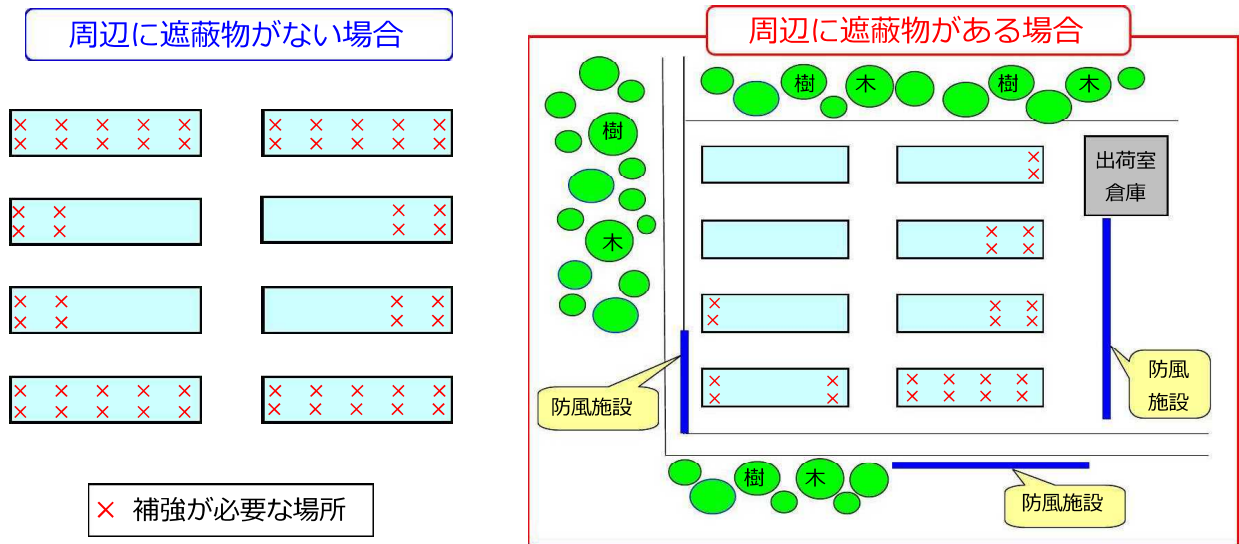 周辺に遮蔽物がない場合
× 補強が必要な場所
周辺に遮蔽物がある場合
樹
木
樹
木
樹
木
出荷室
倉庫
防風施設
防風
施設
樹
木
防風施設